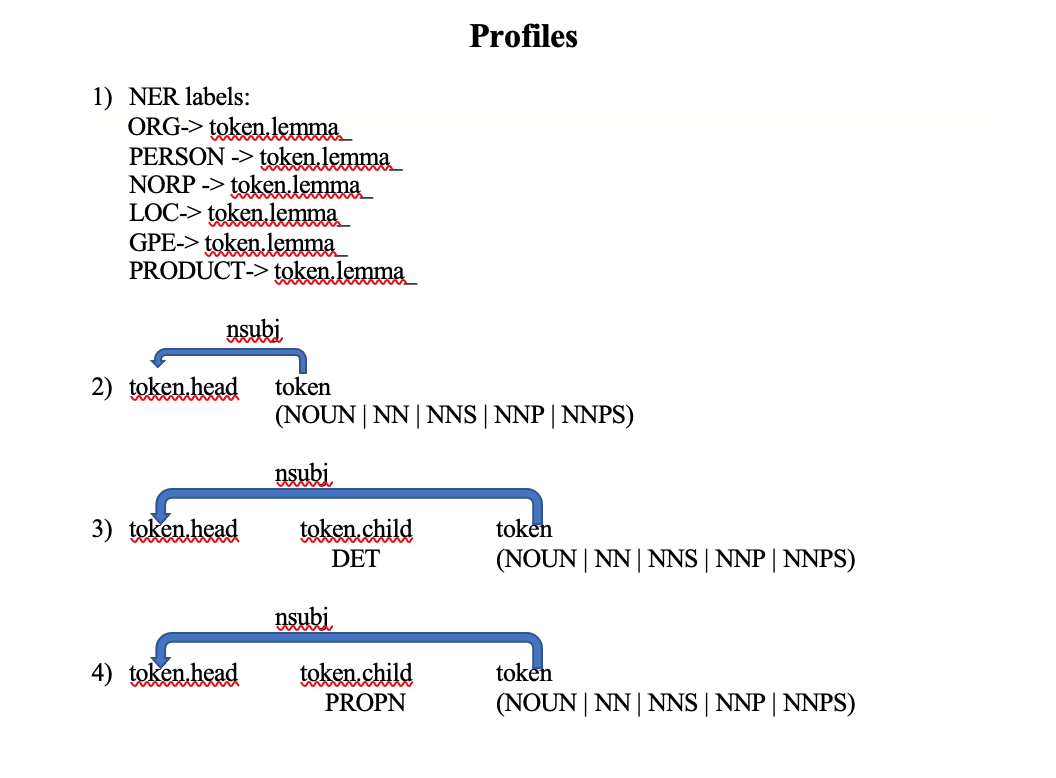 Profiles
1) NER labels:
ORG-> token.lemma_
PERSON -> token.lemma_
NORP -> token.lemma_
LOC-> token.lemma_
GPE-> token.lemma_
PRODUCT-> token.lemma_
nsubj
2) token.head token
(NOUN | NN | NNS | NNP | NNPS)
nsubj
3) token.head token.child token
DET (NOUN | NN | NNS | NNP | NNPS)
nsubj
4) token.head token.child token
PROPN (NOUN | NN | NNS | NNP | NNPS)